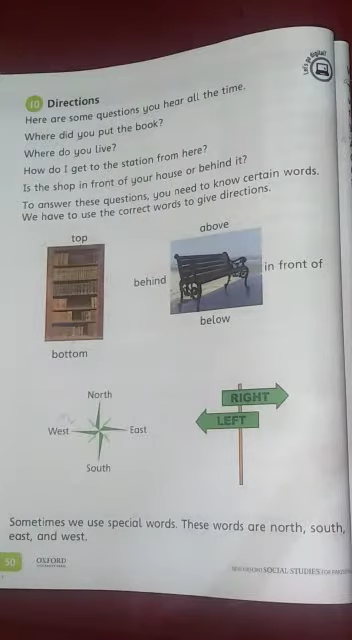 Let's go digital!
10 Directions
Here are some questions you hear all the time.
Where did you put the book?
Where do you live?
How do I get to the station from here?
Is the shop in front of your house or behind it?
To answer these questions, you need to know certain words.
We have to use the correct words to give directions.
top
above
behind
in front of
below
bottom
North
West
East
South
RIGHT
LEFT
Sometimes we use special words. These words are north, south,
east, and west.
50
OXFORD
UNIVERSITY PRESS
SOCIAL STUDIES FOR